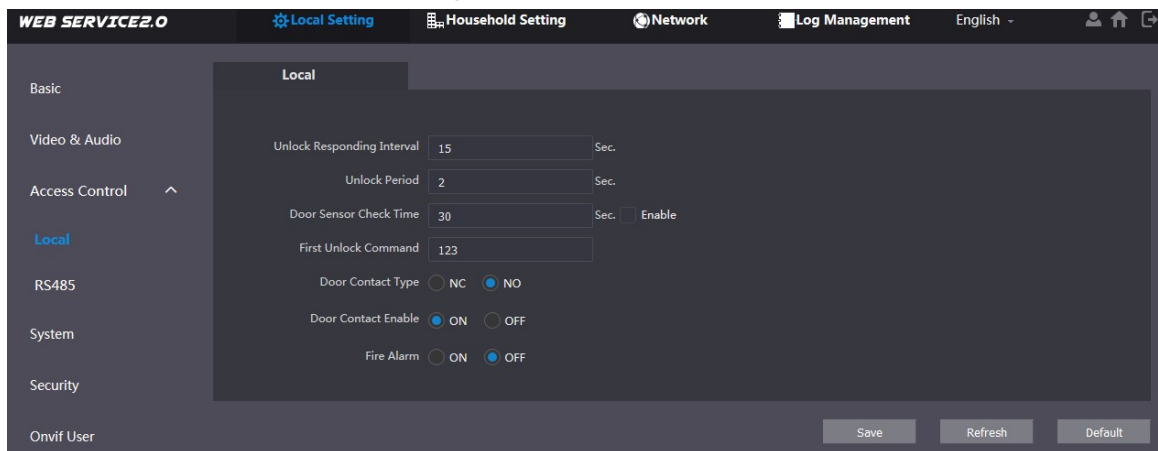 WEB SERVICE2.0 Local Setting Household Setting Network Log Management English
Local
Basic
Video & Audio
Unlock Responding Interval 15 Sec.
Unlock Period 2 Sec.
Access Control
Door Sensor Check Time 30 Sec. Enable
Local
First Unlock Command 123
RS485
Door Contact Type NC NO
Door Contact Enable ON OFF
System
Fire Alarm ON OFF
Security
Onvif User
Save Refresh Default